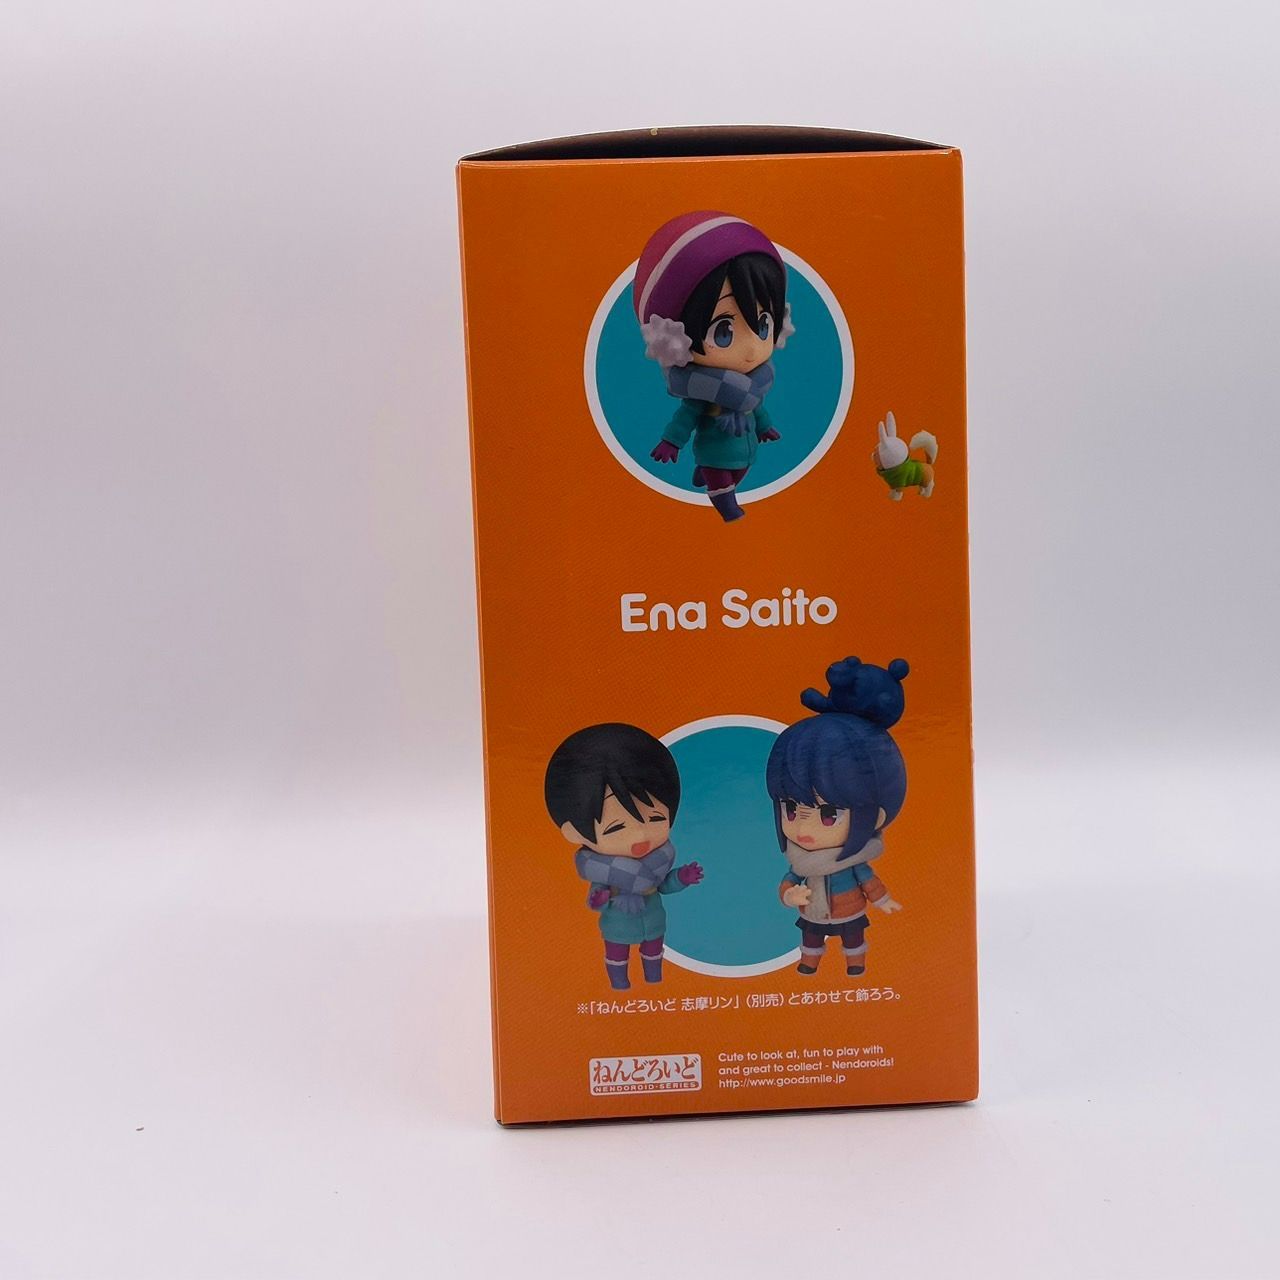 Ena Saito
※「ねんどろいど 志摩リン」(別売)とあわせて飾ろう。
ねんどろいど
NENDOROID・SERIES
Cute to look at, fun to play with
and great to collect - Nendoroids!
http://www.goodsmile.jp